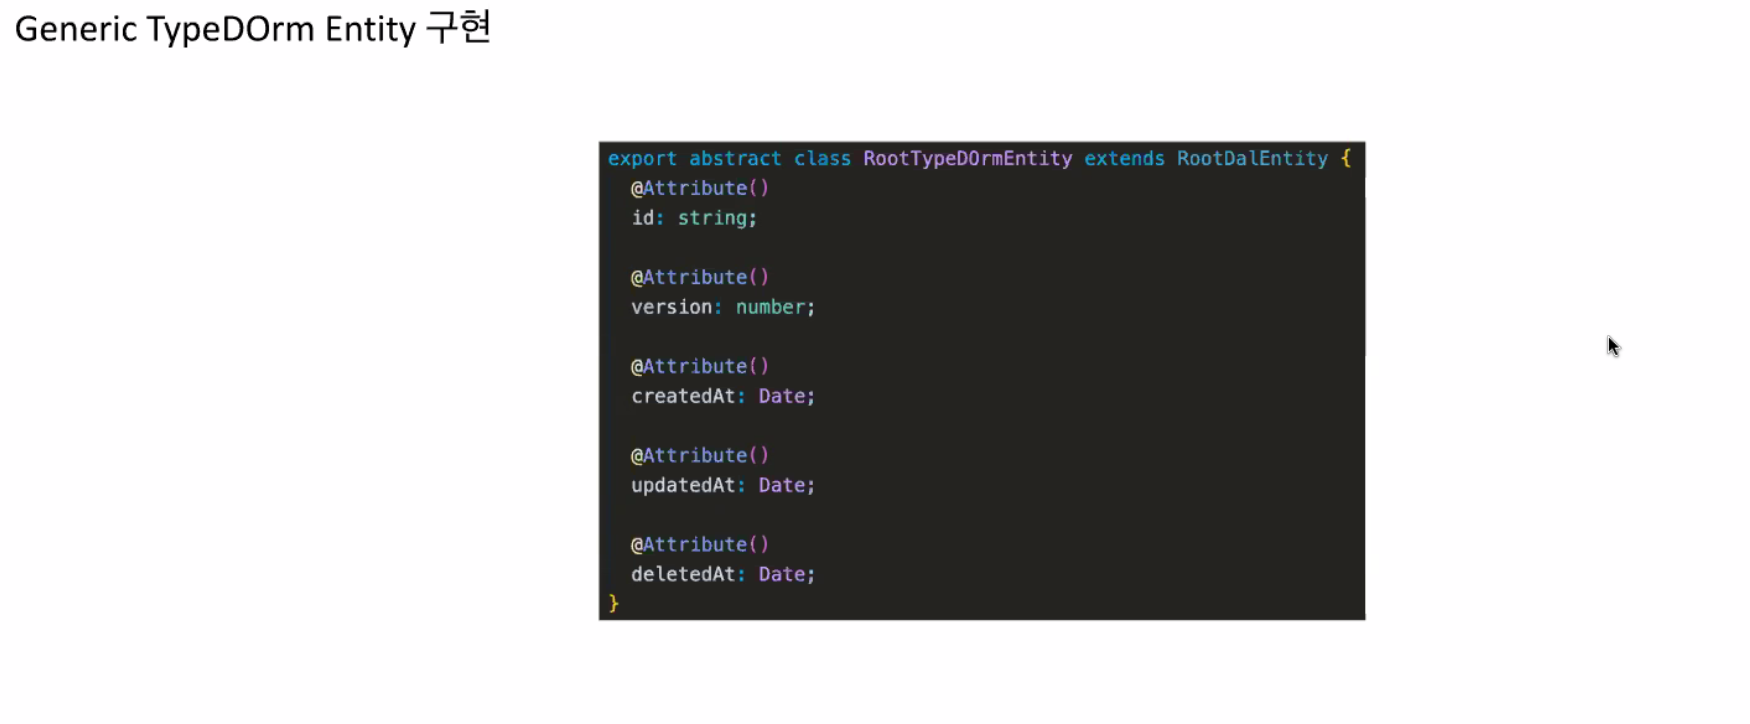 Generic TypeDOrm Entity 구현
export abstract class RootTypeDOrmEntity extends RootDalEntity {
@Attribute()
id: string;
@Attribute()
version: number;
@Attribute()
createdAt: Date;
@Attribute()
updatedAt: Date;
@Attribute()
deletedAt: Date;
}